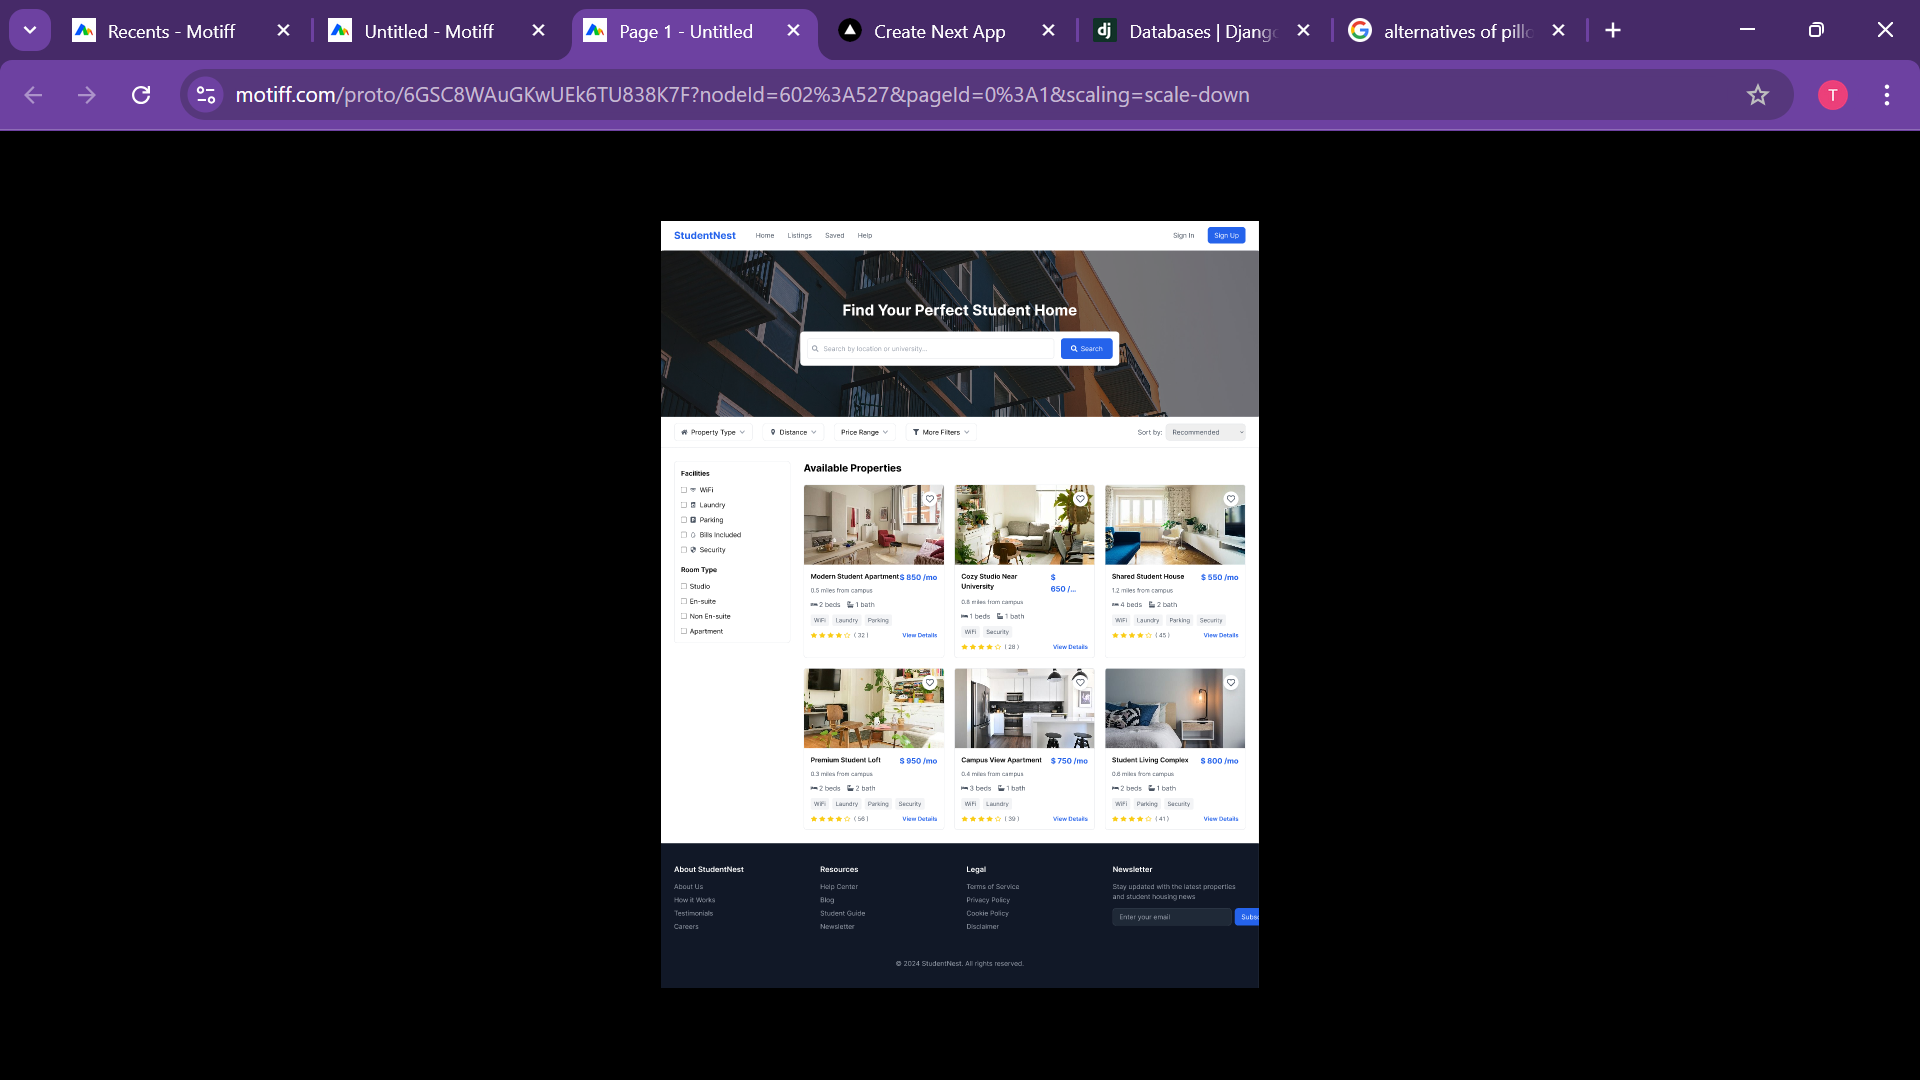 Recents - Motiff
Untitled - Motiff
Page 1 - Untitled
Create Next App
Databases | Djang
alternatives of pill
motiff.com/proto/6GSC8WAuGKwUEk6TU838K7F?nodeId=602%3A527&pageId=0%3A1&scaling=scale-down
T
StudentNest Home Listings Saved Help Sign In Sign Up
Find Your Perfect Student Home
Search by location or university... Search
Property Type Distance Price Range More Filters Sort by: Recommended
Facilities
WiFi
Laundry
Parking
Bills Included
Security
Room Type
Studio
En-suite
Non En-suite
Apartment
Available Properties
Modern Student Apartment $ 850 /mo
0.5 miles from campus
2 beds 1 bath
WiFi Laundry Parking
( 32 ) View Details
Cozy Studio Near $
University 650 /...
0.8 miles from campus
1 beds 1 bath
WiFi Security
( 28 ) View Details
Shared Student House $ 550 /mo
1.2 miles from campus
4 beds 2 bath
WiFi Laundry Parking Security
( 45 ) View Details
Premium Student Loft $ 950 /mo
0.3 miles from campus
2 beds 2 bath
WiFi Laundry Parking Security
( 56 ) View Details
Campus View Apartment $ 750 /mo
0.4 miles from campus
3 beds 1 bath
WiFi Laundry
( 39 ) View Details
Student Living Complex $ 800 /mo
0.6 miles from campus
2 beds 1 bath
WiFi Parking Security
( 41 ) View Details
About StudentNest
About Us
How it Works
Testimonials
Careers
Resources
Help Center
Blog
Student Guide
Newsletter
Legal
Terms of Service
Privacy Policy
Cookie Policy
Disclaimer
Newsletter
Stay updated with the latest properties
and student housing news
Enter your email Subsc
© 2024 StudentNest. All rights reserved.